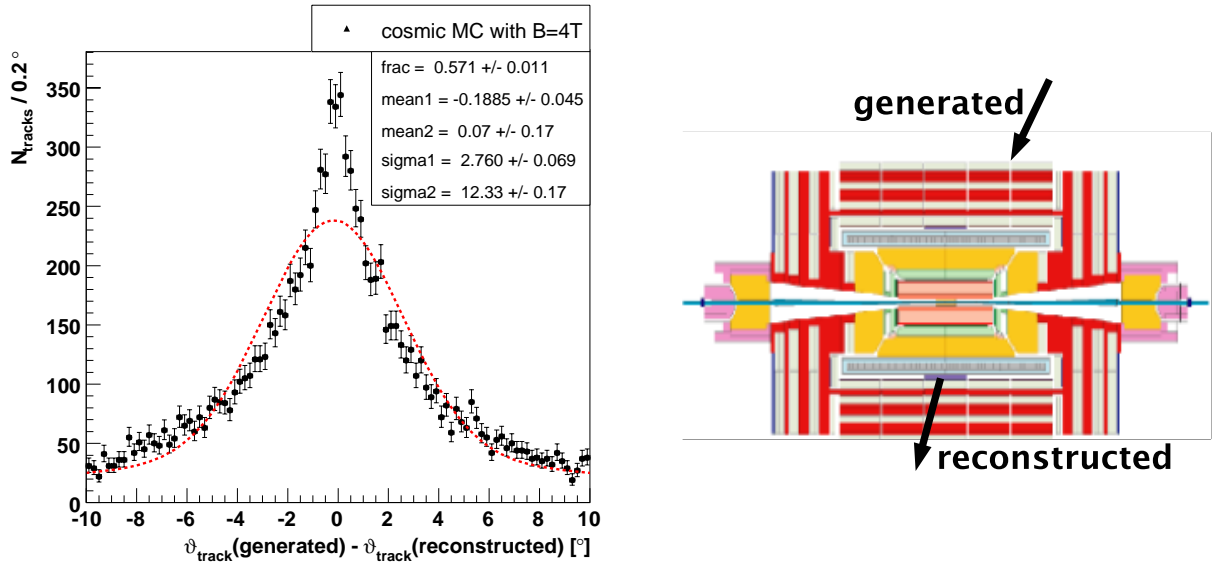 cosmic MC with B=4T
frac = 0.571 +/- 0.011
mean1 = -0.1885 +/- 0.045
mean2 = 0.07 +/- 0.17
sigma1 = 2.760 +/- 0.069
sigma2 = 12.33 +/- 0.17
N_tracks / 0.2 °
350
300
250
200
150
100
50
0
-10 -8 -6 -4 -2 0 2 4 6 8 10
ϑ_track(generated) - ϑ_track(reconstructed) [°]
generated
reconstructed